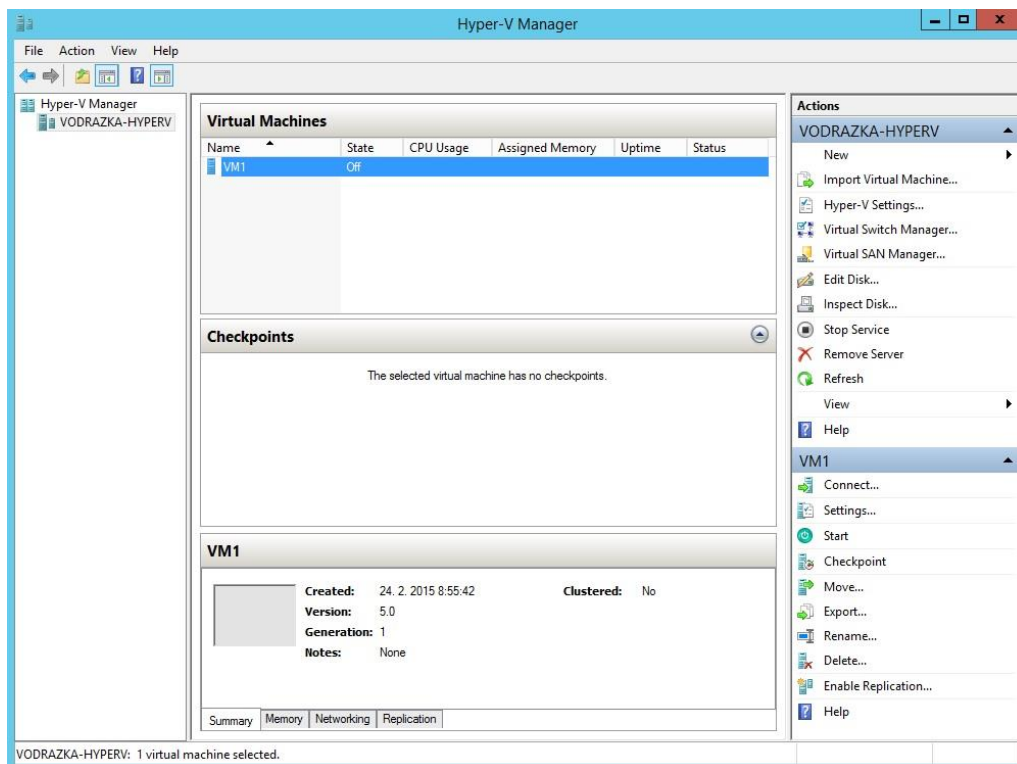 Hyper-V Manager
File Action View Help
Hyper-V Manager
VODRAZKA-HYPERV
Virtual Machines
Name State CPU Usage Assigned Memory Uptime Status
VM1 Off
Checkpoints
The selected virtual machine has no checkpoints.
VM1
Created: 24. 2. 2015 8:55:42 Clustered: No
Version: 5.0
Generation: 1
Notes: None
Summary Memory Networking Replication
Actions
VODRAZKA-HYPERV
New
Import Virtual Machine...
Hyper-V Settings...
Virtual Switch Manager...
Virtual SAN Manager...
Edit Disk...
Inspect Disk...
Stop Service
Remove Server
Refresh
View
Help
VM1
Connect...
Settings...
Start
Checkpoint
Move...
Export...
Rename...
Delete...
Enable Replication...
Help
VODRAZKA-HYPERV: 1 virtual machine selected.